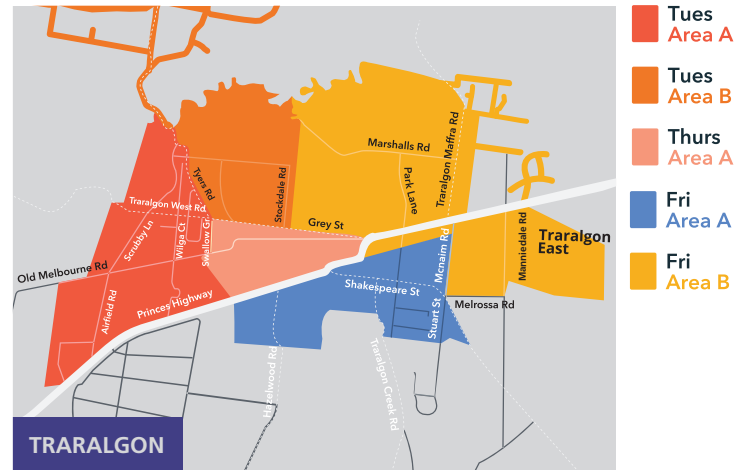 Tues
Area A
Tues
Area B
Thurs
Area A
Fri
Area A
Fri
Area B
Marshalls Rd
Traralgon Maffra Rd
Park Lane
Tyers Rd
Stockdale Rd
Traralgon West Rd
Grey St
Scrubby Ln
Wilga Ct
Swallow Gr
Mcnairn Rd
Manniedale Rd
Traralgon
East
Old Melbourne Rd
Shakespeare St
Airfield Rd
Princes Highway
Stuart St
Melrossa Rd
Hazelwood Rd
Traralgon Creek Rd
TRARALGON